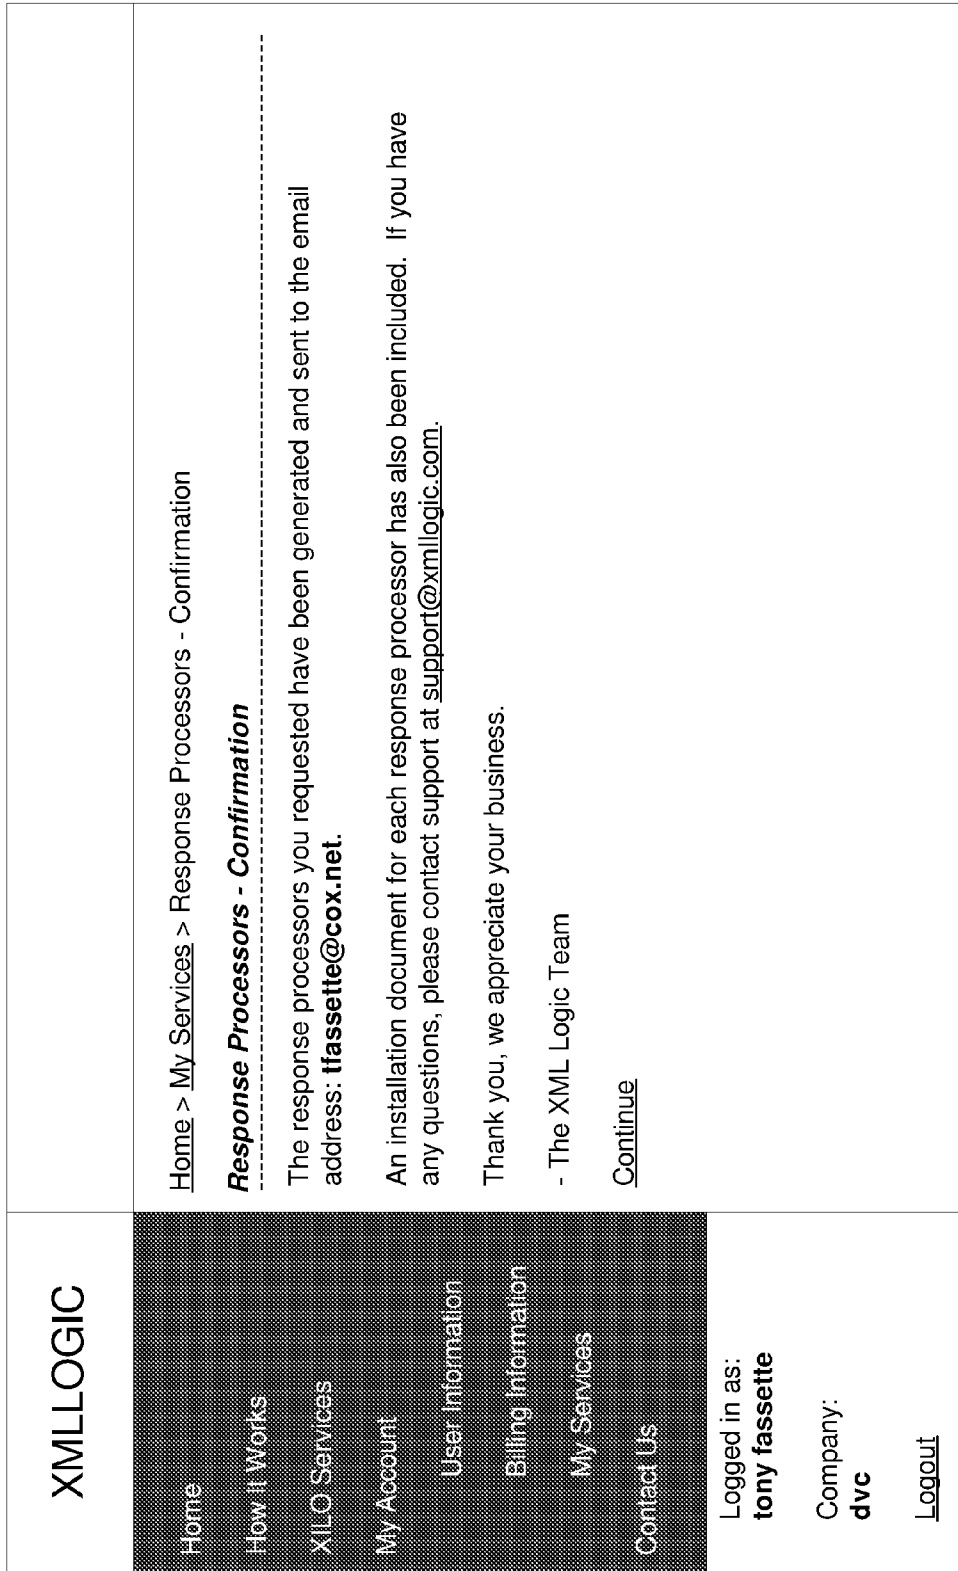 XMLLOGIC
Home
How It Works
XILO Services
My Account
User Information
Billing Information
My Services
Contact Us
Logged in as:
tony fassette
Company:
dvc
Logout
Home > My Services > Response Processors - Confirmation
Response Processors - Confirmation
The response processors you requested have been generated and sent to the email
address: tfassette@cox.net.
An installation document for each response processor has also been included. If you have
any questions, please contact support at support@xmllogic.com.
Thank you, we appreciate your business.
- The XML Logic Team
Continue